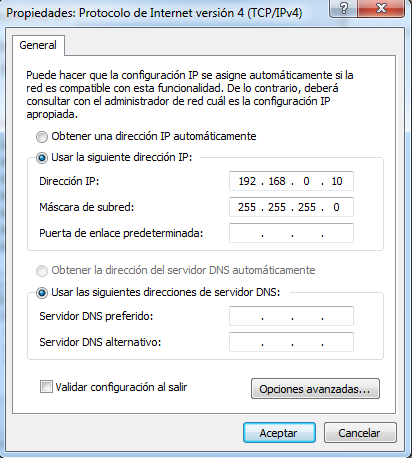 Propiedades: Protocolo de Internet versión 4 (TCP/IPv4)
General
Puede hacer que la configuración IP se asigne automáticamente si la
red es compatible con esta funcionalidad. De lo contrario, deberá
consultar con el administrador de red cuál es la configuración IP
apropiada.
Obtener una dirección IP automáticamente
Usar la siguiente dirección IP:
Dirección IP: 192 . 168 . 0 . 10
Máscara de subred: 255 . 255 . 255 . 0
Puerta de enlace predeterminada: . . .
Obtener la dirección del servidor DNS automáticamente
Usar las siguientes direcciones de servidor DNS:
Servidor DNS preferido: . . .
Servidor DNS alternativo: . . .
Validar configuración al salir
Opciones avanzadas...
Aceptar Cancelar